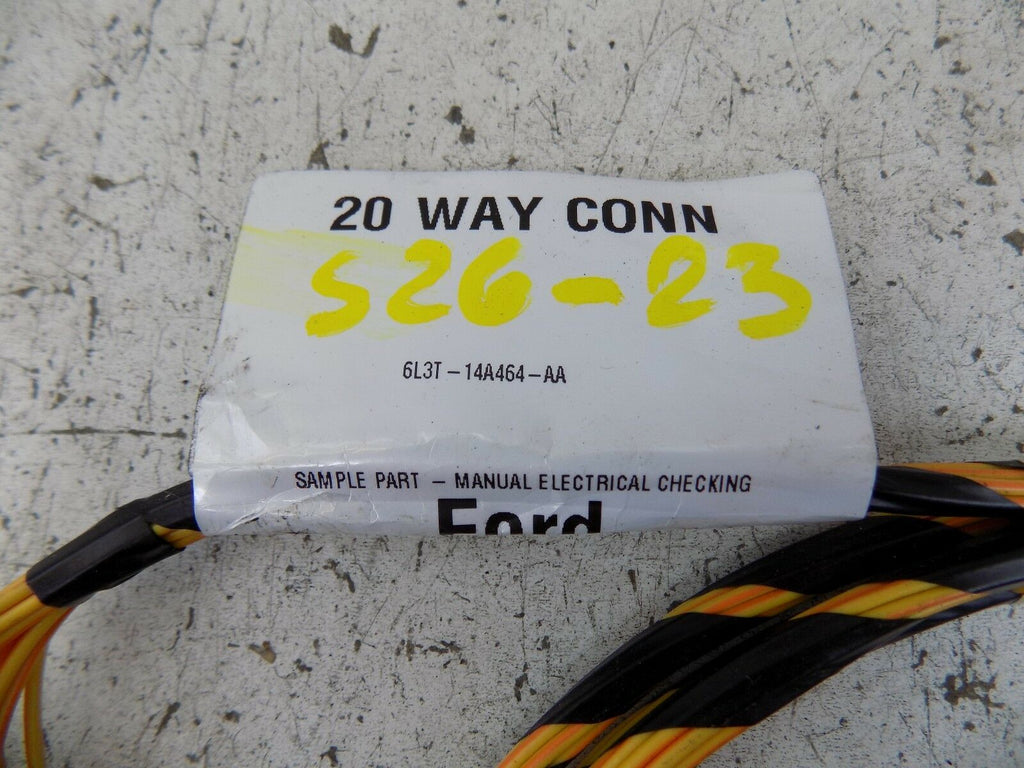 20 WAY CONN
S26-23
6L3T-14A464-AA
SAMPLE PART - MANUAL ELECTRICAL CHECKING
Ford